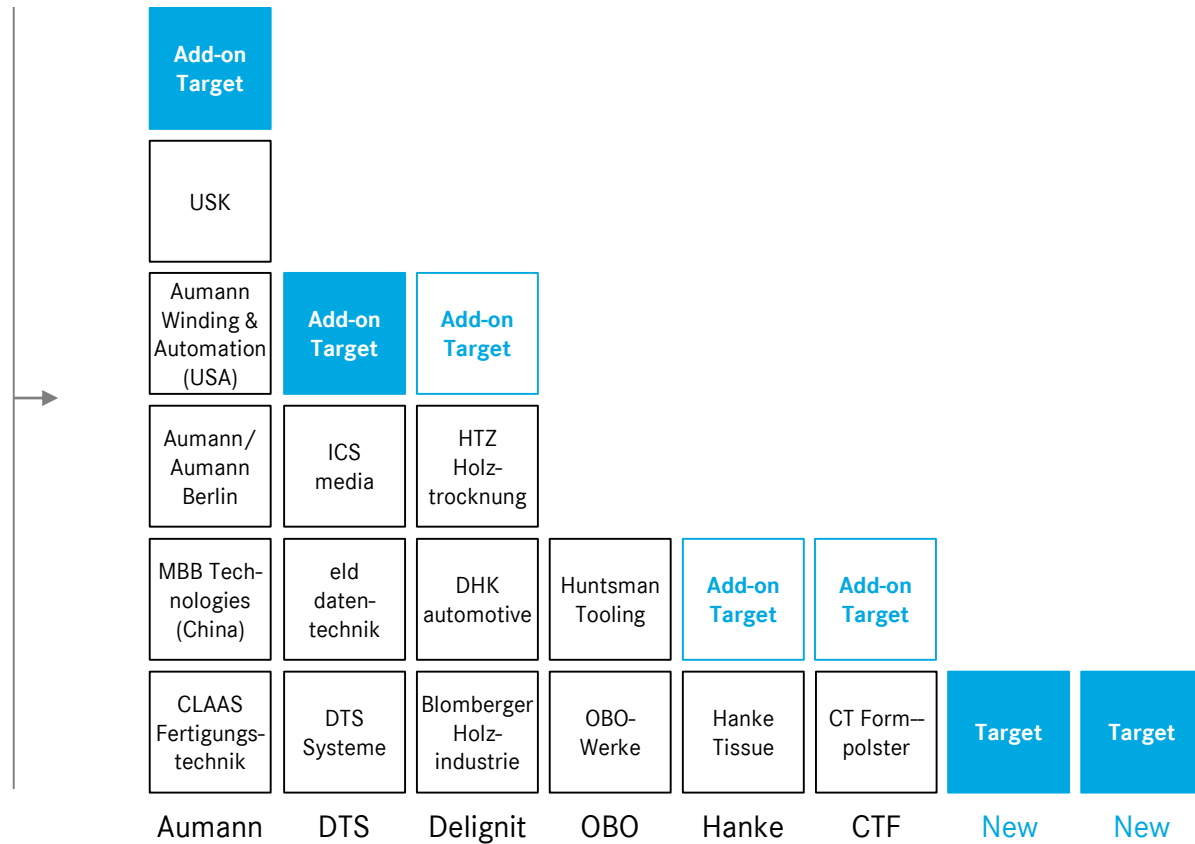 Add-on
Target
USK
Aumann
Winding &
Automation
(USA)
Add-on
Target
Add-on
Target
Aumann/
Aumann
Berlin
ICS
media
HTZ
Holz-
trocknung
MBB Tech-
nologies
(China)
eld
daten-
technik
DHK
automotive
Huntsman
Tooling
Add-on
Target
Add-on
Target
CLAAS
Fertigungs-
technik
DTS
Systeme
Blomberger
Holz-
industrie
OBO-
Werke
Hanke
Tissue
CT Form--
polster
Target
Target
Aumann DTS Delignit OBO Hanke CTF New New